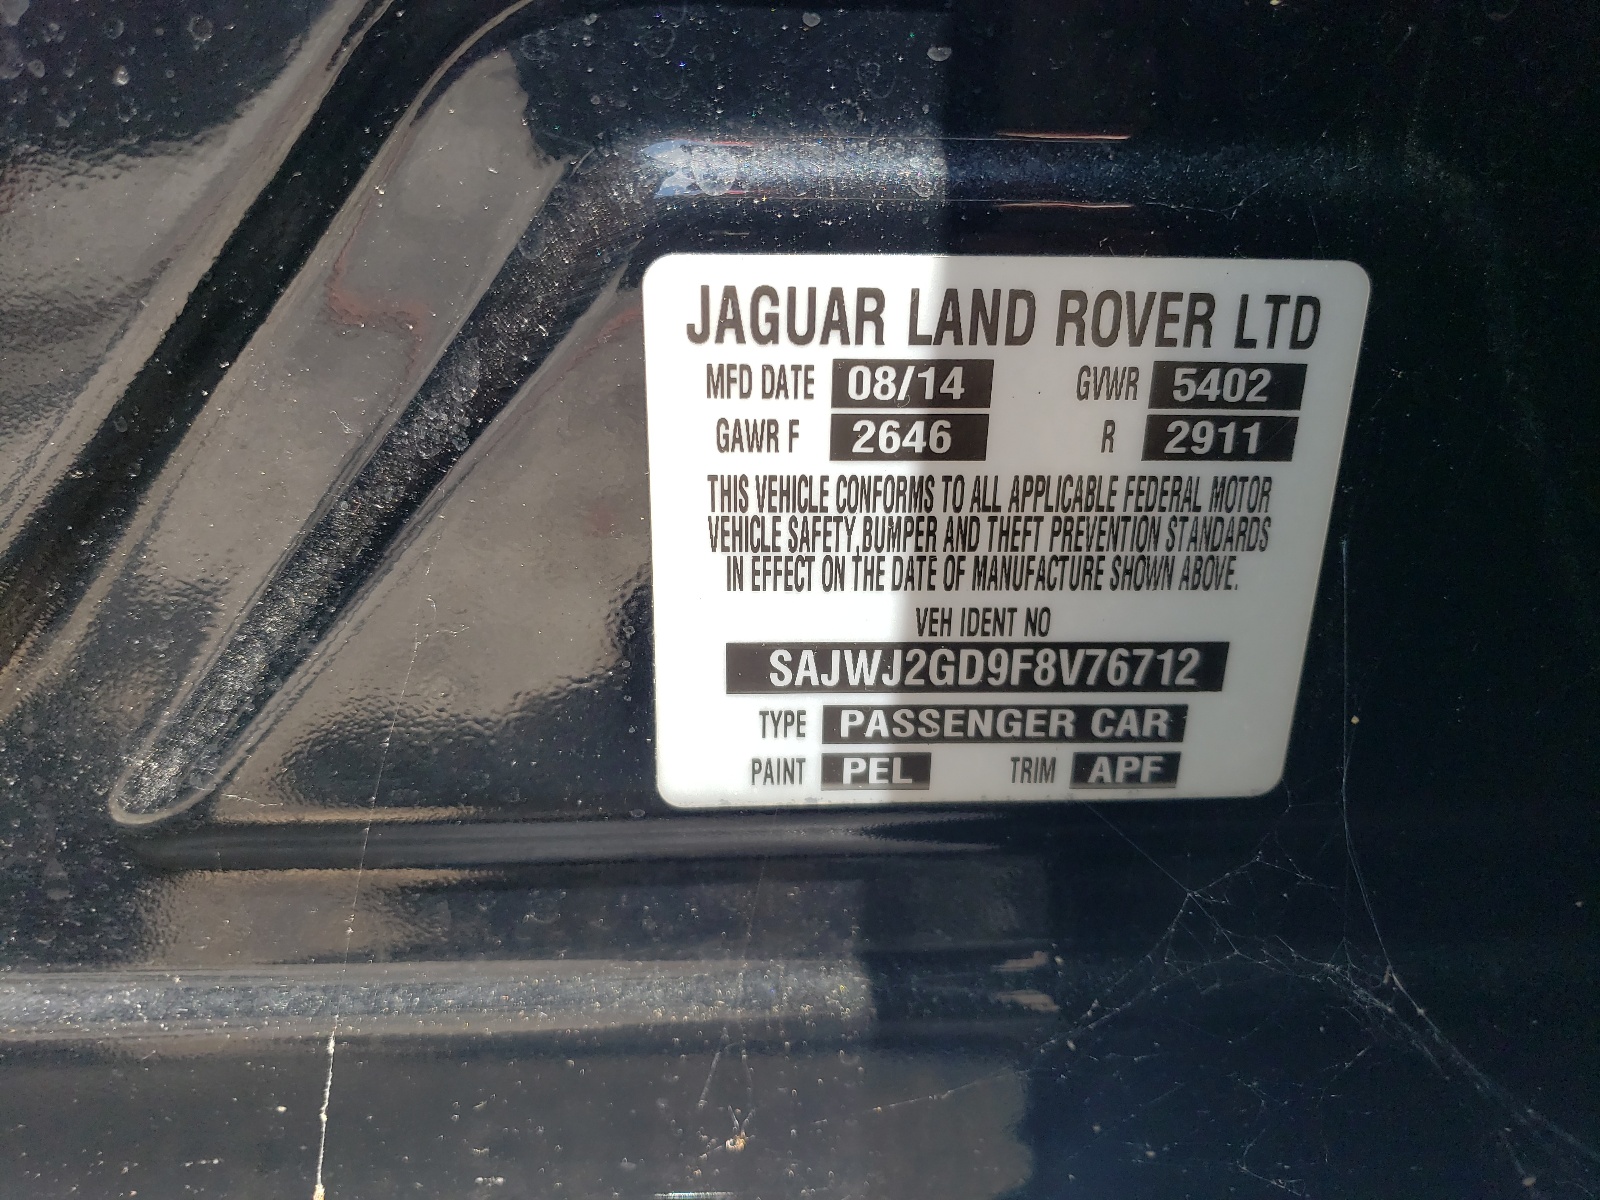 JAGUAR LAND ROVER LTD
MFD DATE 08/14 GVWR 5402
GAWR F 2646 R 2911
THIS VEHICLE CONFORMS TO ALL APPLICABLE FEDERAL MOTOR
VEHICLE SAFETY,BUMPER AND THEFT PREVENTION STANDARDS
IN EFFECT ON THE DATE OF MANUFACTURE SHOWN ABOVE.
VEH IDENT NO
SAJWJ2GD9F8V76712
TYPE PASSENGER CAR
PAINT PEL TRIM APF